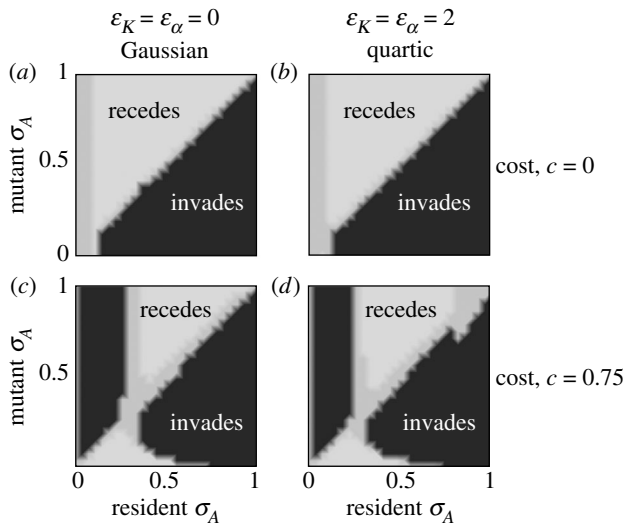 ε_K = ε_α = 0
Gaussian
ε_K = ε_α = 2
quartic
(a)
(b)
mutant σ_A
1
0.5
0
recedes
invades
recedes
invades
cost, c = 0
(c)
(d)
mutant σ_A
1
0.5
recedes
invades
recedes
invades
cost, c = 0.75
0
0.5
1
0
0.5
1
resident σ_A
resident σ_A